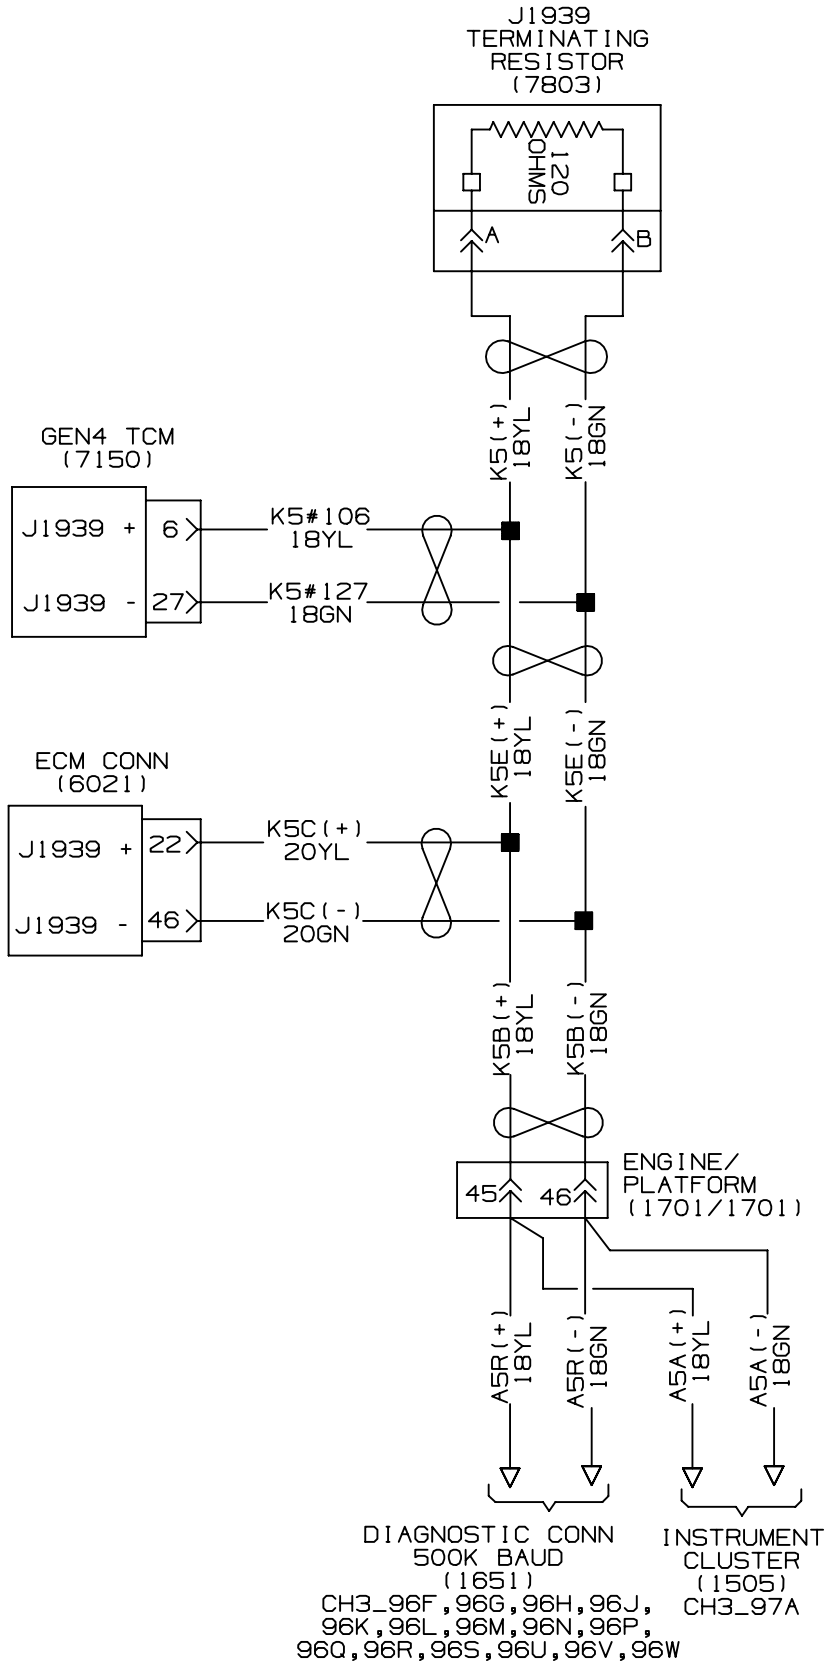 J1939
TERMINATING
RESISTOR
(7803)
120
OHMS
A
B
K5(+)
18YL
K5(-)
18GN
GEN4 TCM
(7150)
J1939 +
6
K5#106
18YL
J1939 -
27
K5#127
18GN
K5E(+)
18YL
K5E(-)
18GN
ECM CONN
(6021)
J1939 +
22
K5C(+)
20YL
J1939 -
46
K5C(-)
20GN
K5B(+)
18YL
K5B(-)
18GN
45
46
ENGINE/
PLATFORM
(1701/1701)
A5R(+)
18YL
A5R(-)
18GN
A5A(+)
18YL
A5A(-)
18GN
DIAGNOSTIC CONN
500K BAUD
(1651)
CH3_96F,96G,96H,96J,
96K,96L,96M,96N,96P,
96Q,96R,96S,96U,96V,96W
INSTRUMENT
CLUSTER
(1505)
CH3_97A